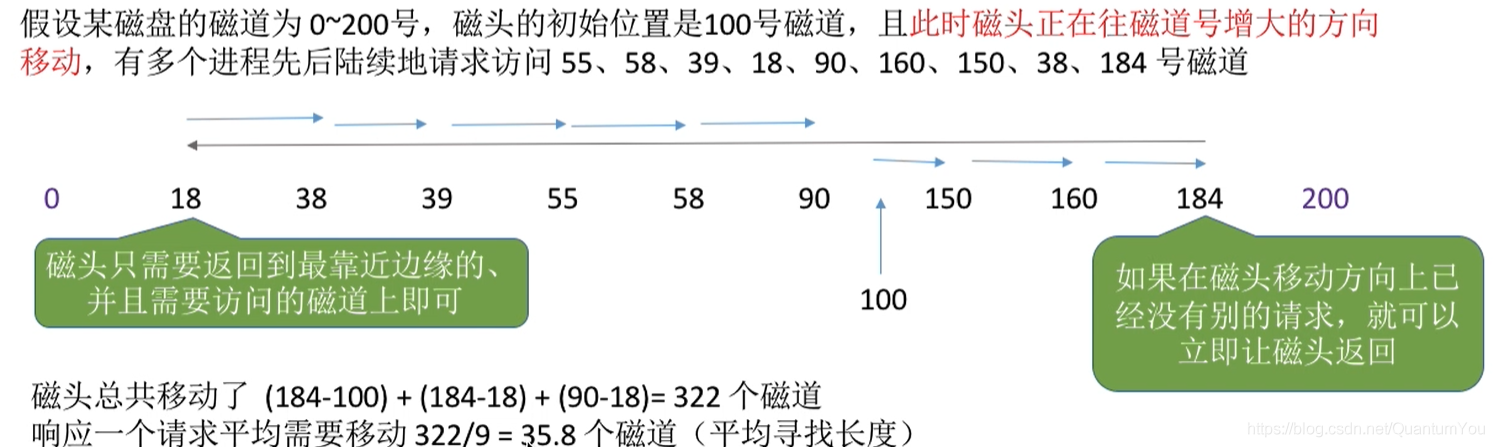 假设某磁盘的磁道为 0~200号，磁头的初始位置是100号磁道，且此时磁头正在往磁道号增大的方向
移动，有多个进程先后陆续地请求访问 55、58、39、18、90、160、150、38、184 号磁道
0 18 38 39 55 58 90 150 160 184 200
磁头只需要返回到最靠近边缘的、
并且需要访问的磁道上即可
100
如果在磁头移动方向上已
经没有别的请求，就可以
立即让磁头返回
磁头总共移动了 (184-100) + (184-18) + (90-18)= 322 个磁道
响应一个请求平均需要移动 322/9 = 35.8 个磁道（平均寻找长度）
https://blog.csdn.net/QuantumYou